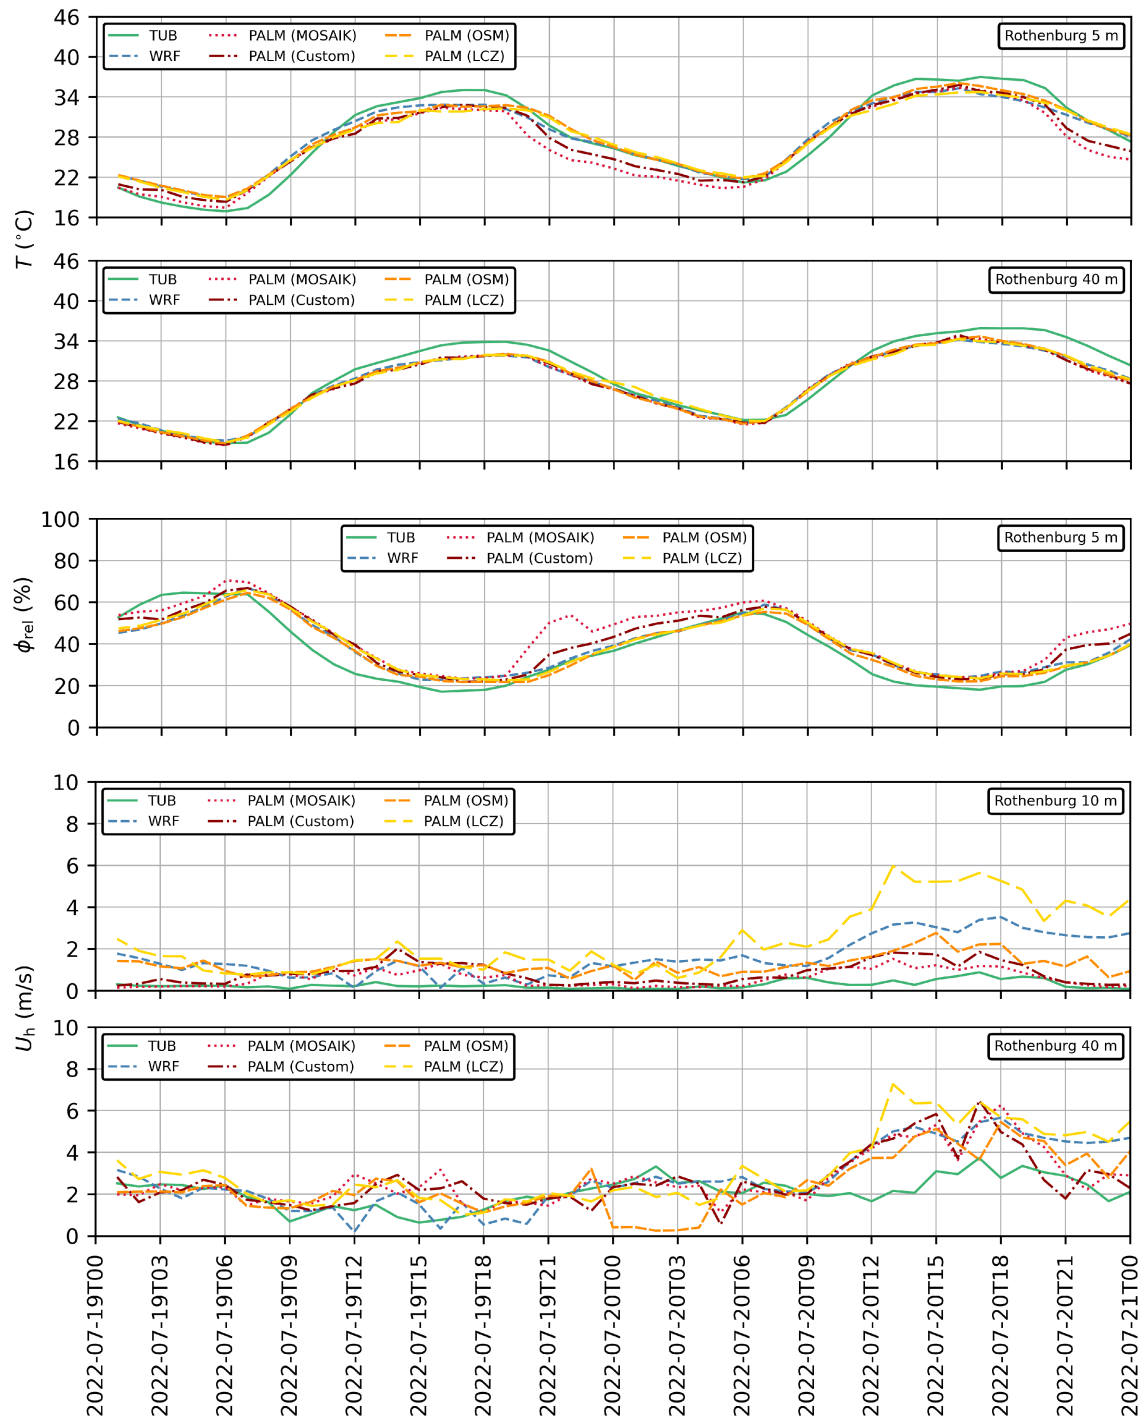 46
40
34
28
22
16
TUB PALM (MOSAIK) PALM (OSM)
WRF PALM (Custom) PALM (LCZ)
Rothenburg 5 m
T (°C)
46
40
34
28
22
16
TUB PALM (MOSAIK) PALM (OSM)
WRF PALM (Custom) PALM (LCZ)
Rothenburg 40 m
100
80
60
40
20
0
TUB PALM (MOSAIK) PALM (OSM)
WRF PALM (Custom) PALM (LCZ)
Rothenburg 5 m
ϕrel (%)
10
8
6
4
2
0
TUB PALM (MOSAIK) PALM (OSM)
WRF PALM (Custom) PALM (LCZ)
Rothenburg 10 m
Uh (m/s)
10
8
6
4
2
0
TUB PALM (MOSAIK) PALM (OSM)
WRF PALM (Custom) PALM (LCZ)
Rothenburg 40 m
2022-07-19T00
2022-07-19T03
2022-07-19T06
2022-07-19T09
2022-07-19T12
2022-07-19T15
2022-07-19T18
2022-07-19T21
2022-07-20T00
2022-07-20T03
2022-07-20T06
2022-07-20T09
2022-07-20T12
2022-07-20T15
2022-07-20T18
2022-07-20T21
2022-07-21T00